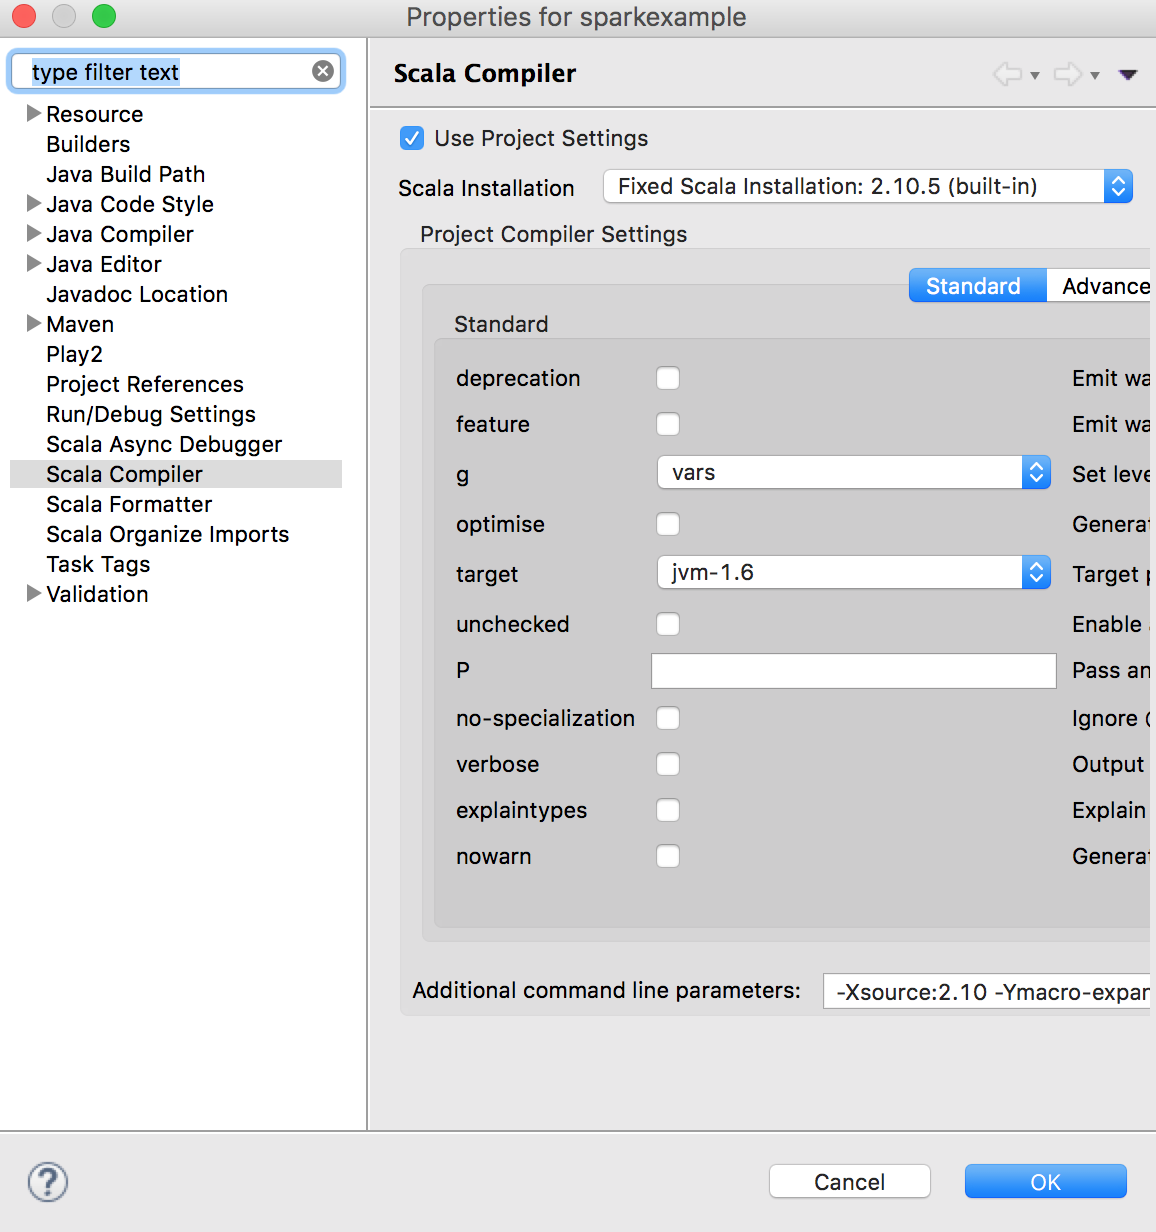 Properties for sparkexample
type filter text
Resource
Builders
Java Build Path
Java Code Style
Java Compiler
Java Editor
Javadoc Location
Maven
Play2
Project References
Run/Debug Settings
Scala Async Debugger
Scala Compiler
Scala Formatter
Scala Organize Imports
Task Tags
Validation
Scala Compiler
Use Project Settings
Scala Installation Fixed Scala Installation: 2.10.5 (built-in)
Project Compiler Settings
Standard Advance
Standard
deprecation Emit wa
feature Emit wa
g vars Set leve
optimise Genera
target jvm-1.6 Target
unchecked Enable
P Pass an
no-specialization Ignore
verbose Output
explaintypes Explain
nowarn Genera
Additional command line parameters: -Xsource:2.10 -Ymacro-expan
? Cancel OK